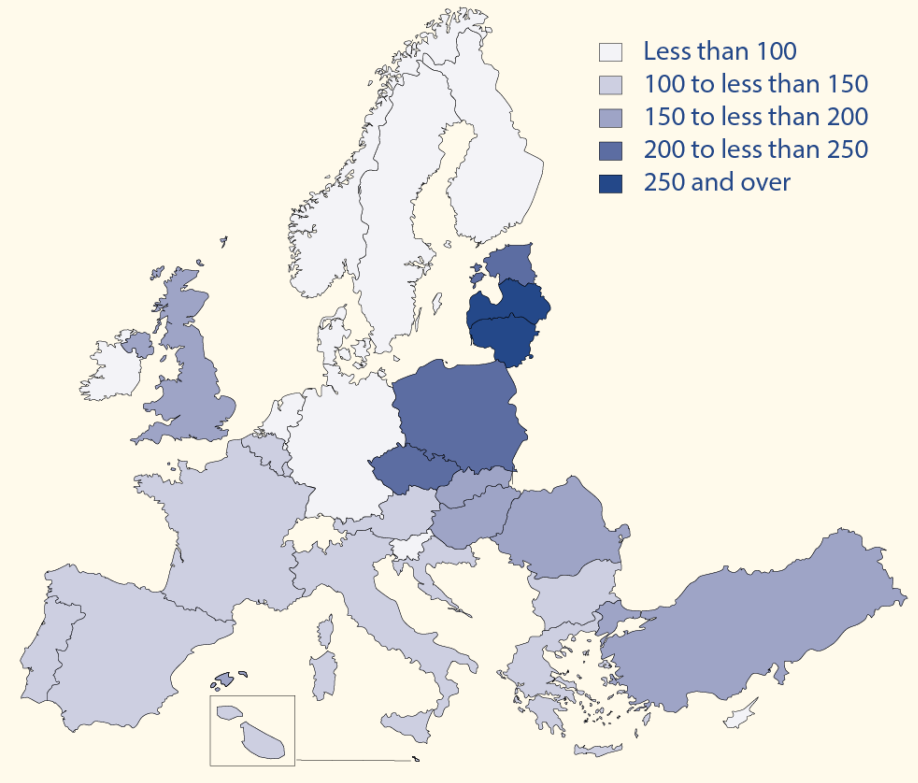 Less than 100
100 to less than 150
150 to less than 200
200 to less than 250
250 and over